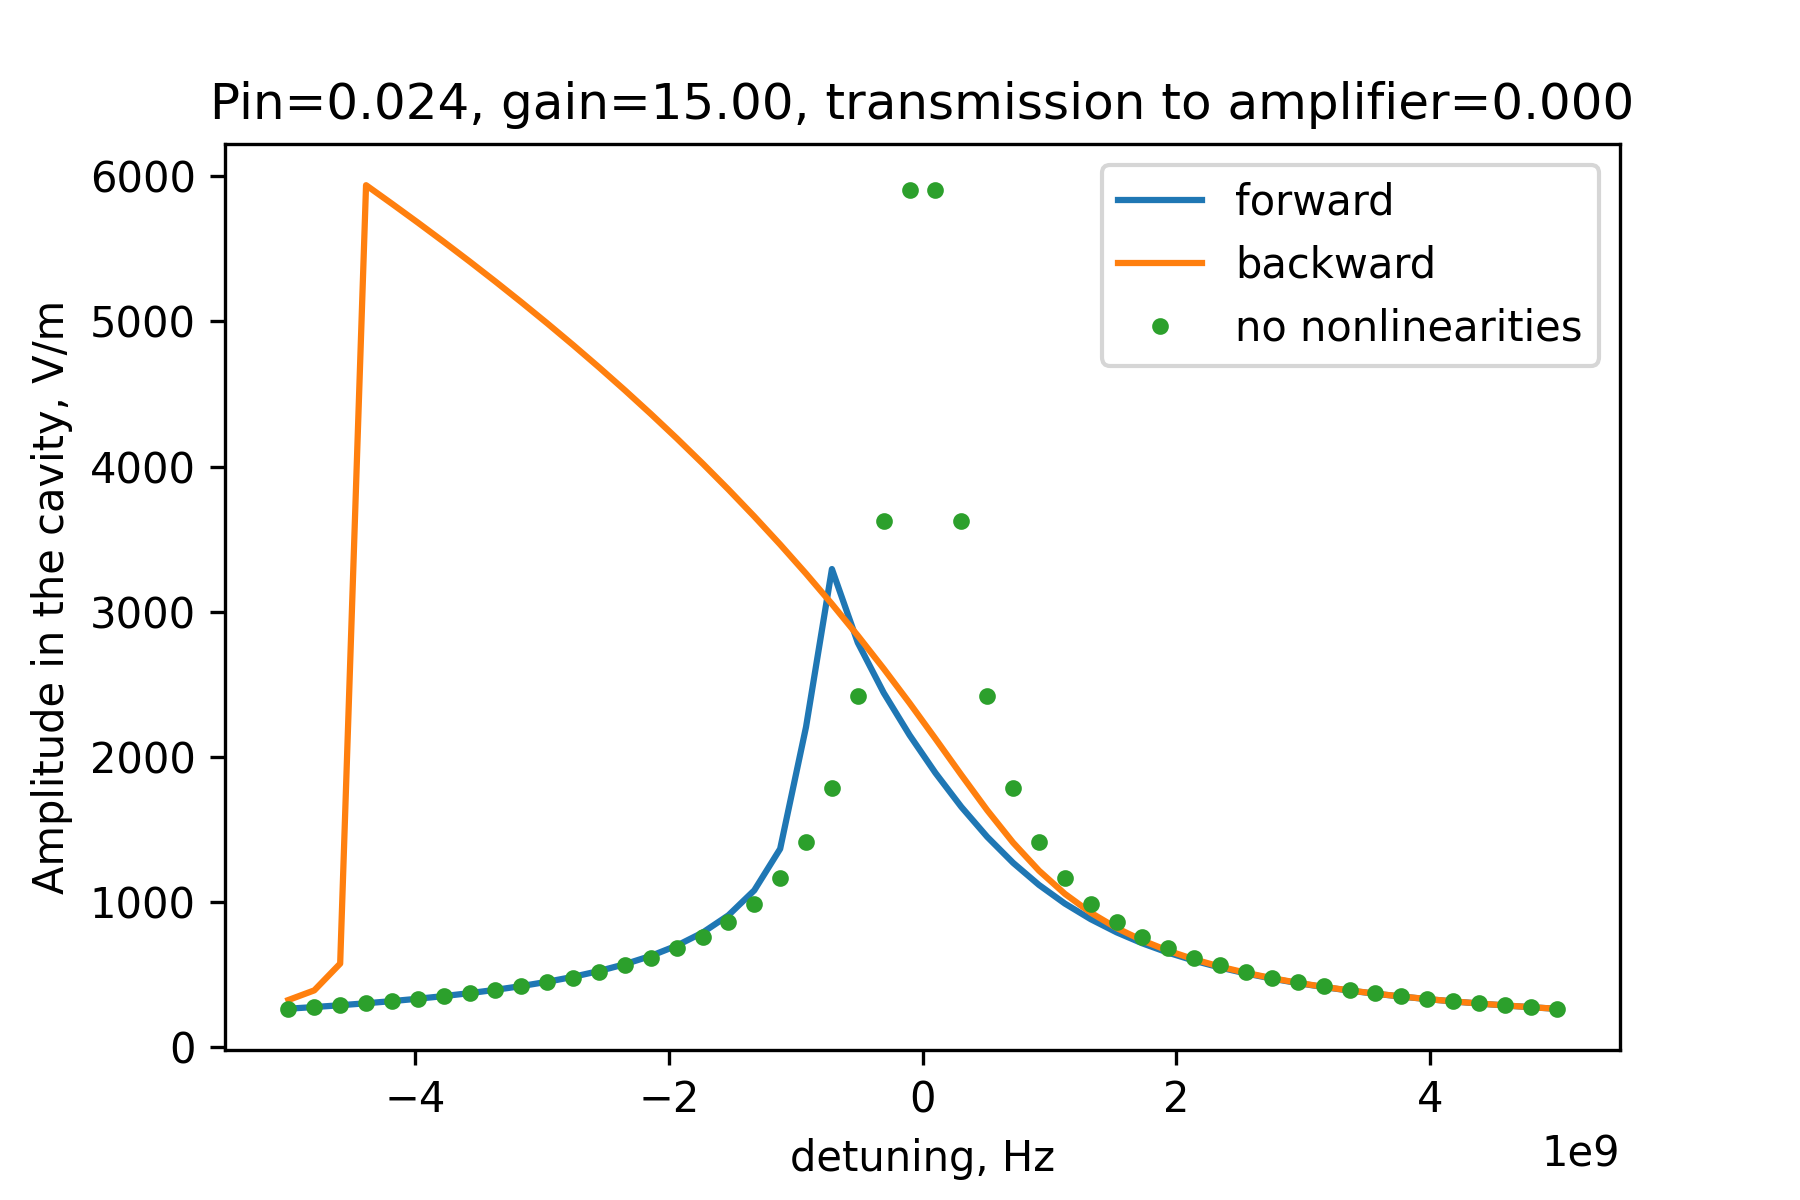 Pin=0.024, gain=15.00, transmission to amplifier=0.000
6000
5000
4000
3000
2000
1000
0
Amplitude in the cavity, V/m
forward
backward
no nonlinearities
−4
−2
0
2
4
1e9
detuning, Hz